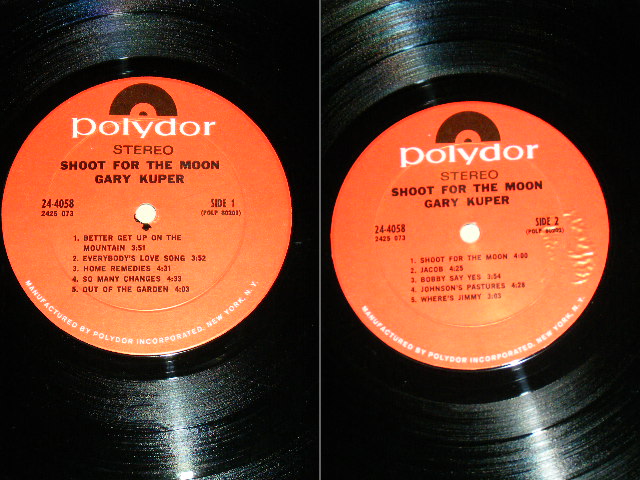 polydor
STEREO
SHOOT FOR THE MOON
GARY KUPER
24-4058
2425 073
SIDE 1
1. BETTER GET UP ON THE
MOUNTAIN 3:51
2. EVERYBODY'S LOVE SONG 3:52
3. HOME REMEDIES 4:31
4. SO MANY CHANGES 4:33
5. OUT OF THE GARDEN 4:03
MANUFACTURED BY POLYDOR INCORPORATED, NEW YORK, N.Y.
polydor
STEREO
SHOOT FOR THE MOON
GARY KUPER
24-4058
2425 073
SIDE 2
1. SHOOT FOR THE MOON 4:00
2. JACOB 4:25
3. BOBBY SAY YES 3:54
4. JOHNSON'S PASTURES 4:28
5. WHERE'S JIMMY
MANUFACTURED BY POLYDOR INCORPORATED, NEW YORK, N.Y.